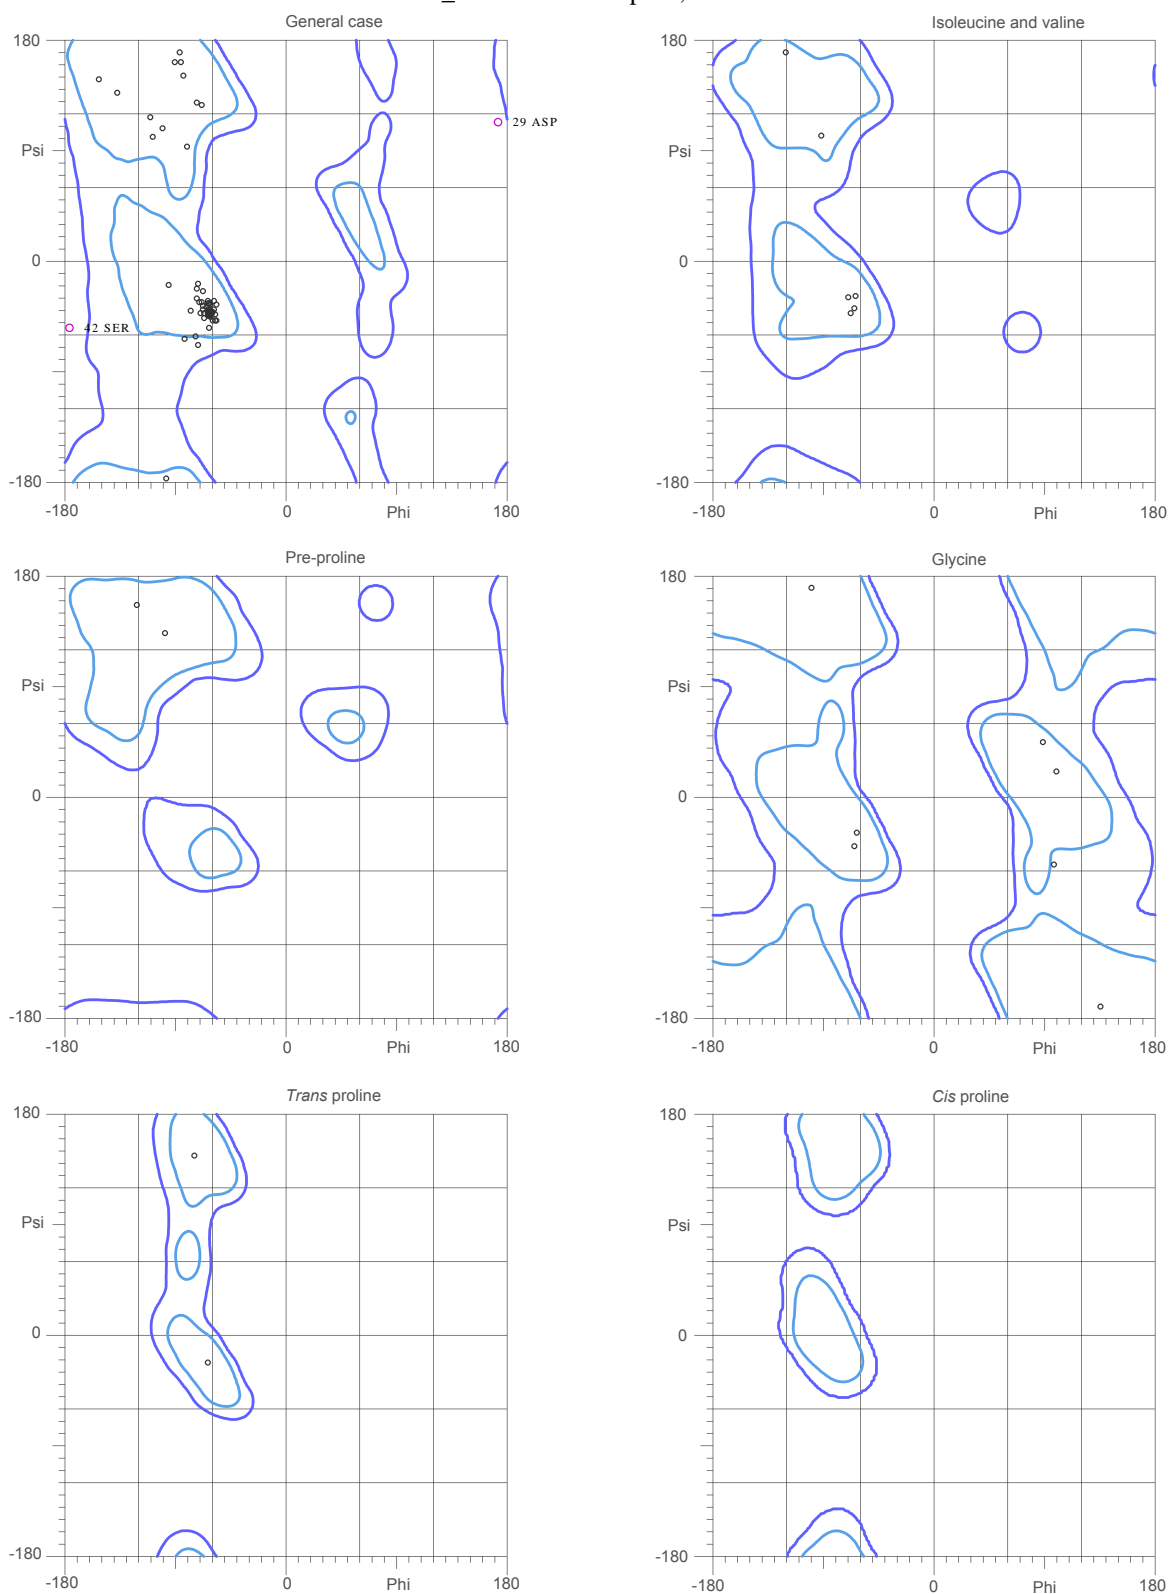 General case
Isoleucine and valine
180
180
29 ASP
Psi
Psi
0
0
42 SER
-180
-180
-180
0
Phi
180
-180
0
Phi
180
Pre-proline
Glycine
180
180
Psi
Psi
0
0
-180
-180
-180
0
Phi
180
-180
0
Phi
180
Trans proline
Cis proline
180
180
Psi
Psi
0
0
-180
-180
-180
0
Phi
180
-180
0
Phi
180